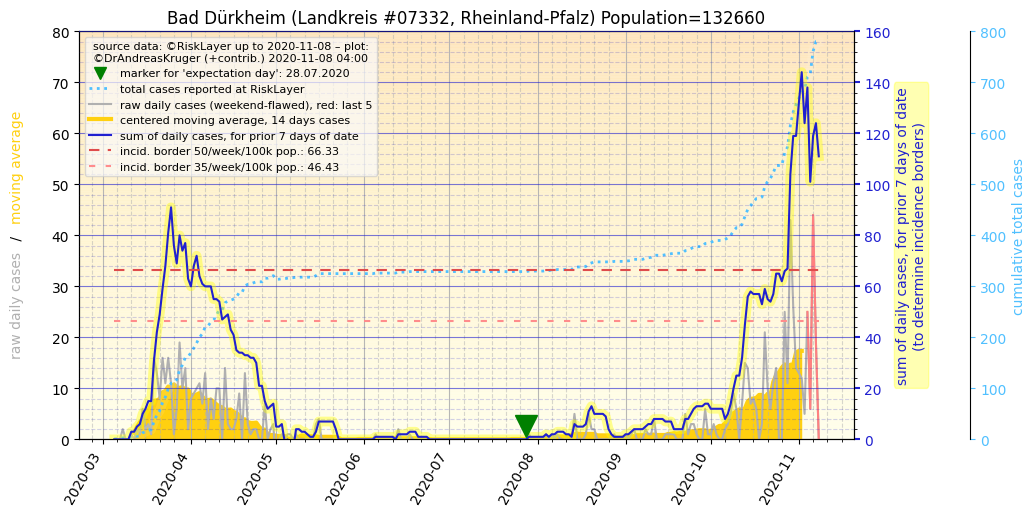 Bad Dürkheim (Landkreis #07332, Rheinland-Pfalz) Population=132660
source data: ©RiskLayer up to 2020-11-08 – plot:
©DrAndreasKruger (+contrib.) 2020-11-08 04:00
marker for 'expectation day': 28.07.2020
total cases reported at RiskLayer
raw daily cases (weekend-flawed), red: last 5
centered moving average, 14 days cases
sum of daily cases, for prior 7 days of date
incid. border 50/week/100k pop.: 66.33
incid. border 35/week/100k pop.: 46.43
raw daily cases / moving average
80
70
60
50
40
30
20
10
0
2020-03
2020-04
2020-05
2020-06
2020-07
2020-08
2020-09
2020-10
2020-11
160
140
120
100
80
60
40
20
0
sum of daily cases, for prior 7 days of date
(to determine incidence borders)
800
700
600
500
400
300
200
100
0
cumulative total cases